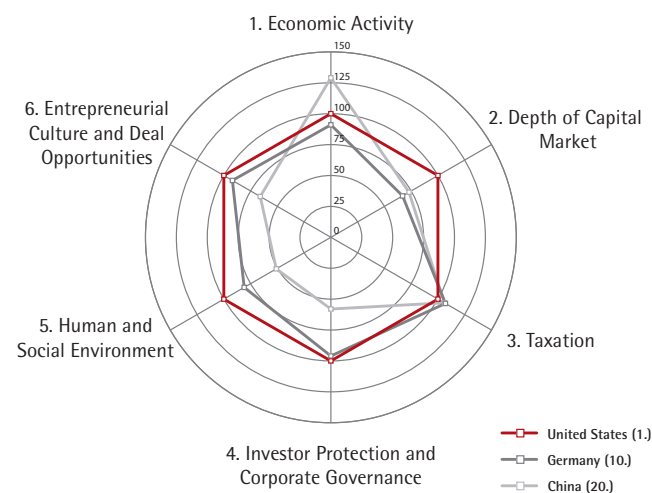 1. Economic Activity
150
125
100
75
50
25
0
2. Depth of Capital
Market
3. Taxation
4. Investor Protection and
Corporate Governance
5. Human and
Social Environment
6. Entrepreneurial
Culture and Deal
Opportunities
United States (1.)
Germany (10.)
China (20.)